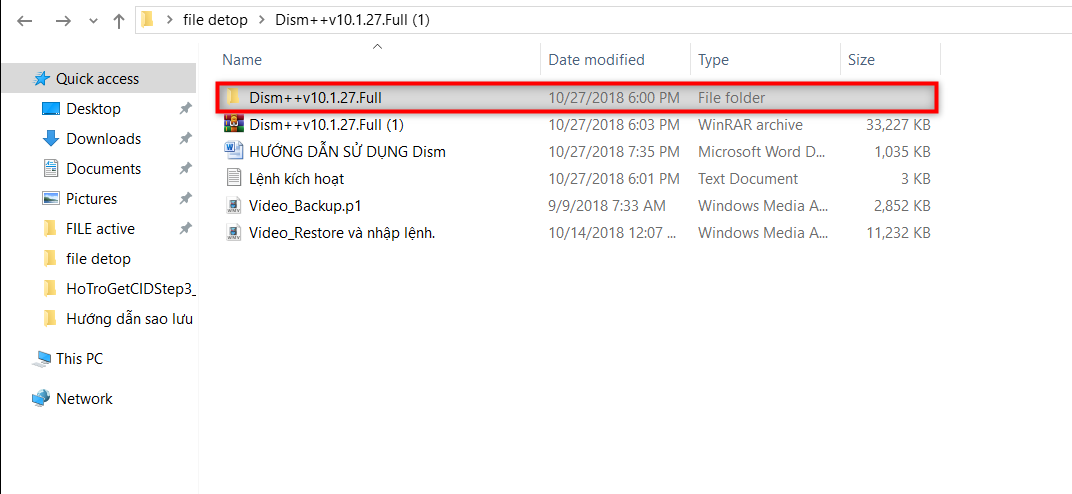 file detop > Dism++v10.1.27.Full (1)
Name Date modified Type Size
Quick access
Desktop
Downloads
Documents
Pictures
FILE active
file detop
HoTroGetCIDStep3_
Hướng dẫn sao lưu
This PC
Network
Dism++v10.1.27.Full 10/27/2018 6:00 PM File folder
Dism++v10.1.27.Full (1) 10/27/2018 6:03 PM WinRAR archive 33,227 KB
HƯỚNG DẪN SỬ DỤNG Dism 10/27/2018 7:35 PM Microsoft Word D... 1,035 KB
Lệnh kích hoạt 10/27/2018 6:01 PM Text Document 3 KB
Video_Backup.p1 9/9/2018 7:33 AM Windows Media A... 2,852 KB
Video_Restore và nhập lệnh. 10/14/2018 12:07 ... Windows Media A... 11,232 KB